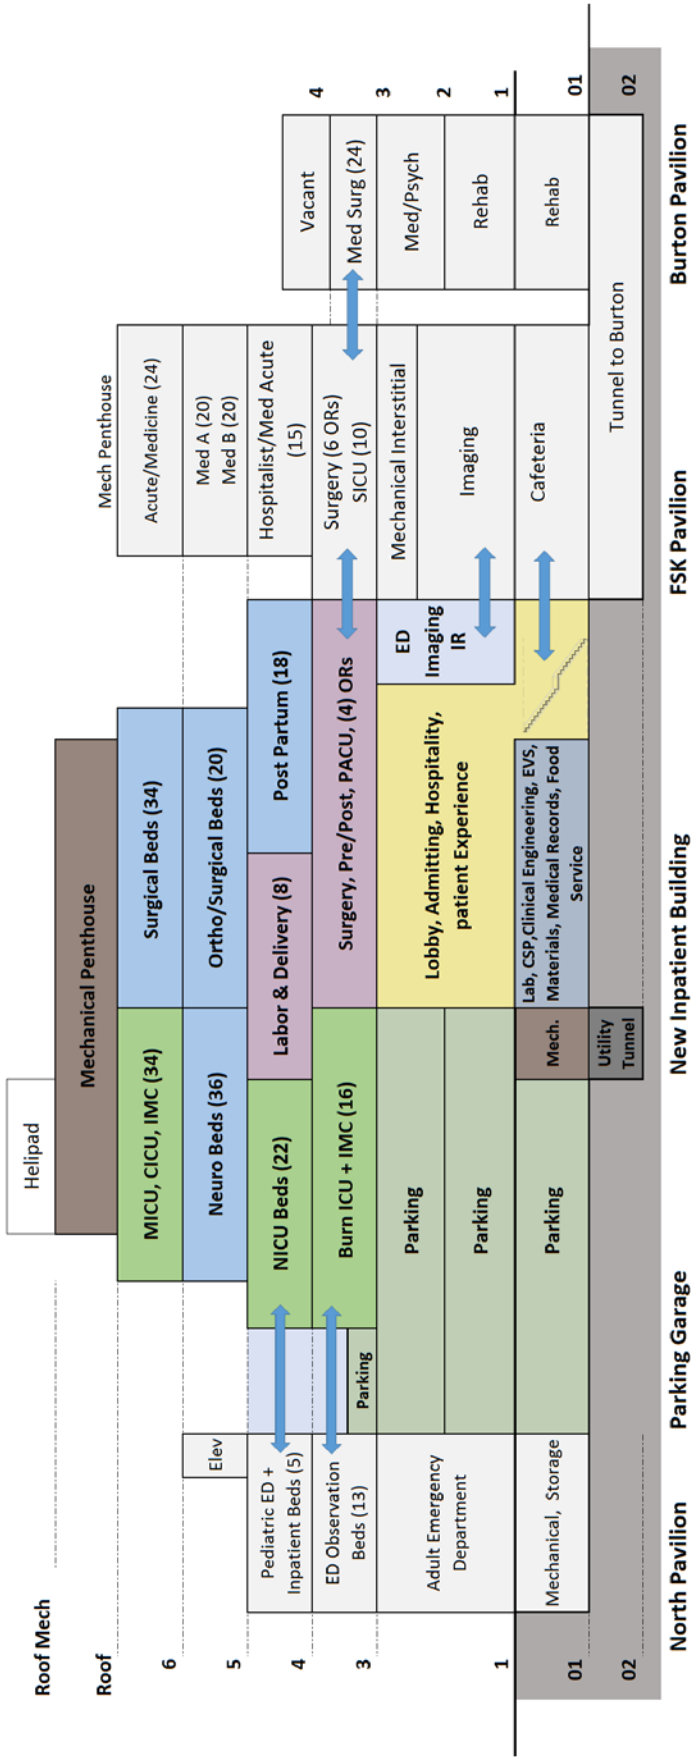 Helipad
Roof Mech
Mechanical Penthouse
Roof
Mech Penthouse
6
MICU, CICU, IMC (34)
Surgical Beds (34)
Acute/Medicine (24)
5
Elev
Neuro Beds (36)
Ortho/Surgical Beds (20)
Med A (20)
Med B (20)
4
Pediatric ED +
Inpatient Beds (5)
NICU Beds (22)
Labor & Delivery (8)
Post Partum (18)
Hospitalist/Med Acute
(15)
Vacant
4
3
ED Observation
Beds (13)
Parking
Burn ICU + IMC (16)
Surgery, Pre/Post, PACU, (4) ORs
Surgery (6 ORs)
SICU (10)
Med Surg (24)
3
Adult Emergency
Department
Parking
Lobby, Admitting, Hospitality,
patient Experience
ED
Imaging
IR
Mechanical Interstitial
Med/Psych
2
1
Parking
Imaging
Rehab
1
01
Mechanical, Storage
Parking
Mech.
Lab, CSP,Clinical Engineering, EVS,
Materials, Medical Records, Food
Service
Cafeteria
Rehab
01
02
Utility
Tunnel
Tunnel to Burton
02
North Pavilion
Parking Garage
New Inpatient Building
FSK Pavilion
Burton Pavilion